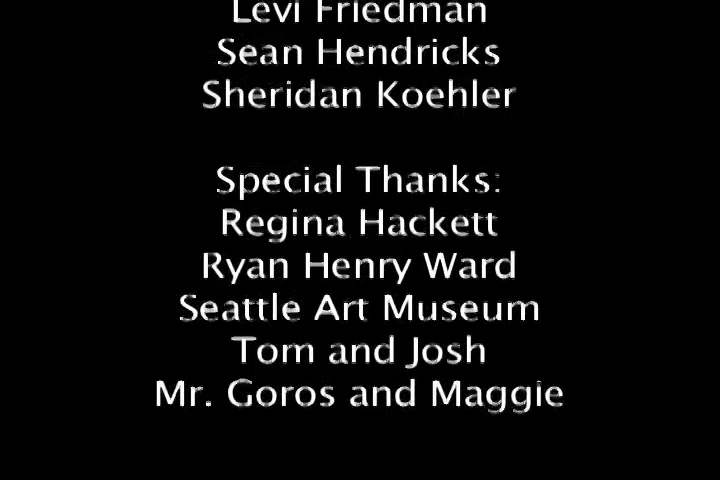 Levi Friedman
Sean Hendricks
Sheridan Koehler
Special Thanks:
Regina Hackett
Ryan Henry Ward
Seattle Art Museum
Tom and Josh
Mr. Goros and Maggie